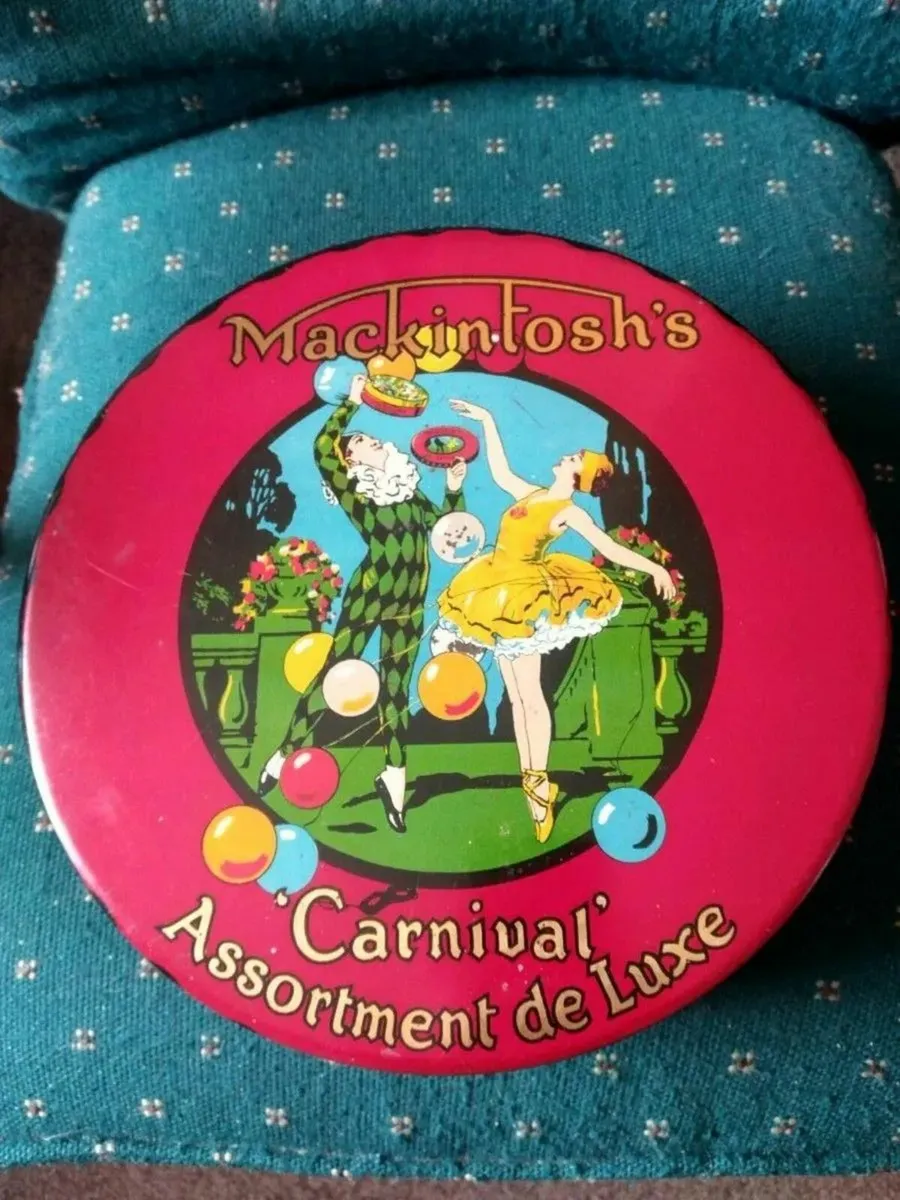 Mackintosh's
'Carnival'
Assortment de Luxe